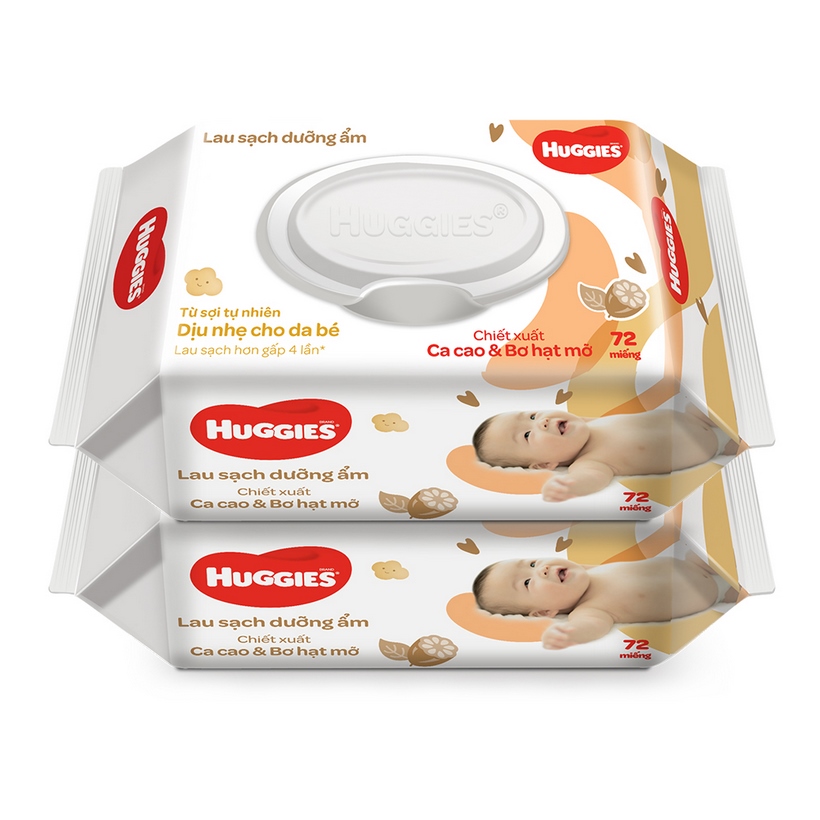 Lau sạch dưỡng ẩm
HUGGIES
HUGGIES®
HUGGIES
HUGGIES
Từ sợi tự nhiên
Dịu nhẹ cho da bé
Lau sạch hơn gấp 4 lần*
Chiết xuất
Ca cao & Bơ hạt mỡ
72
miếng
BRAND
HUGGIES
Lau sạch dưỡng ẩm
Chiết xuất
Ca cao & Bơ hạt mỡ
72
miếng
BRAND
HUGGIES
Lau sạch dưỡng ẩm
Chiết xuất
Ca cao & Bơ hạt mỡ
72
miếng